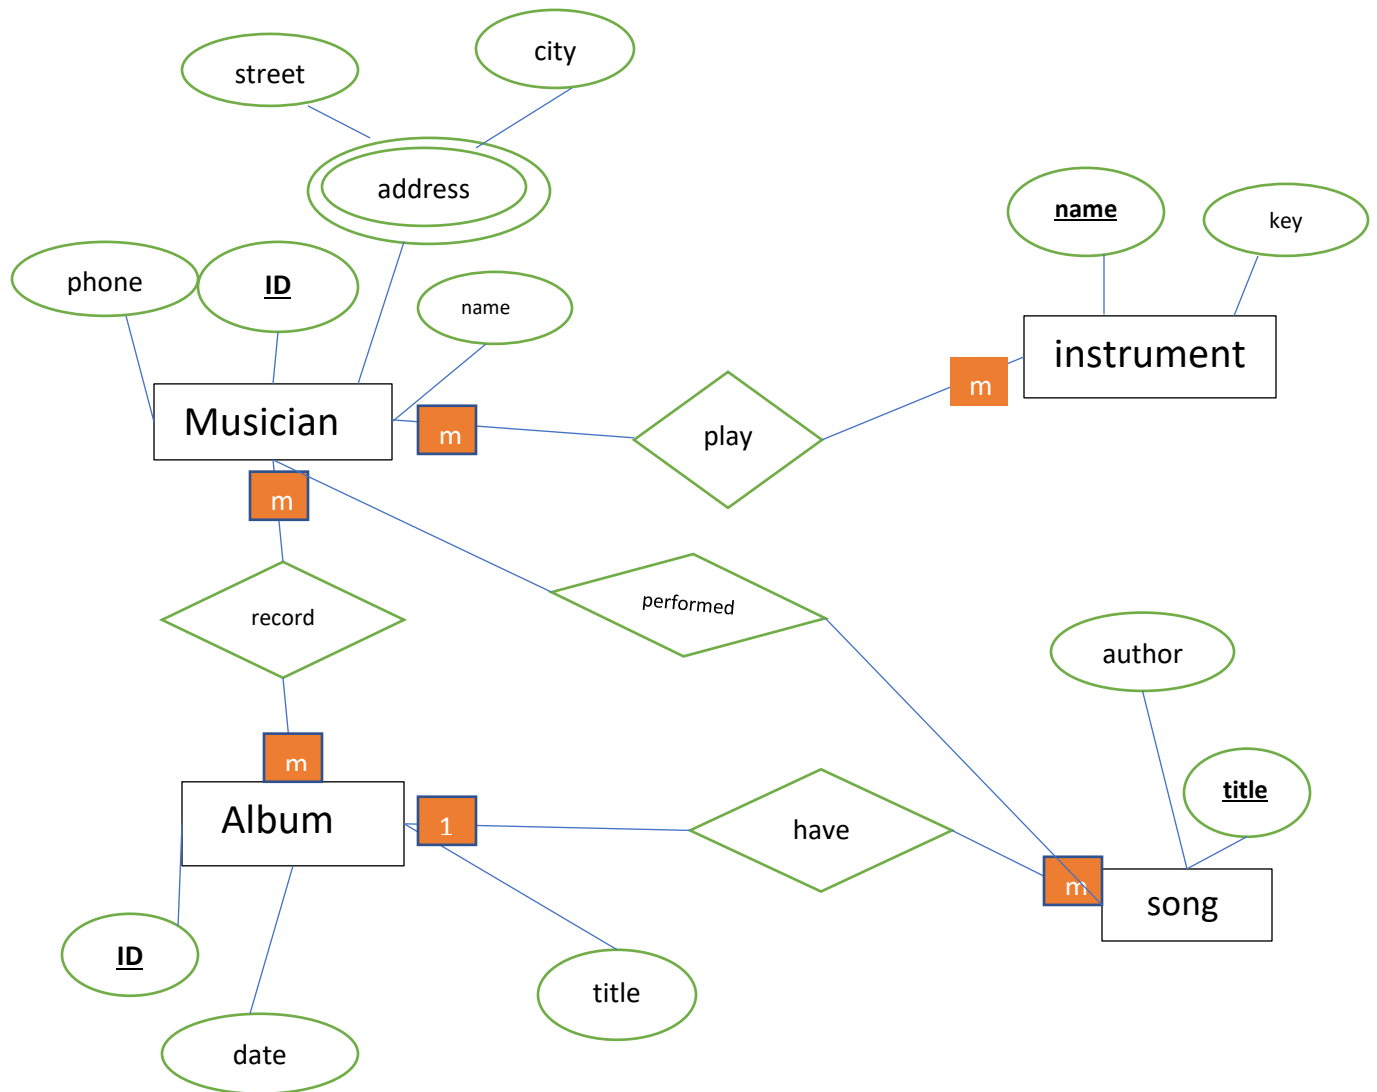 city
street
address
name
key
phone
ID
name
instrument
Musician
m
m
play
m
performed
record
author
m
title
Album
1
have
m
song
ID
title
date